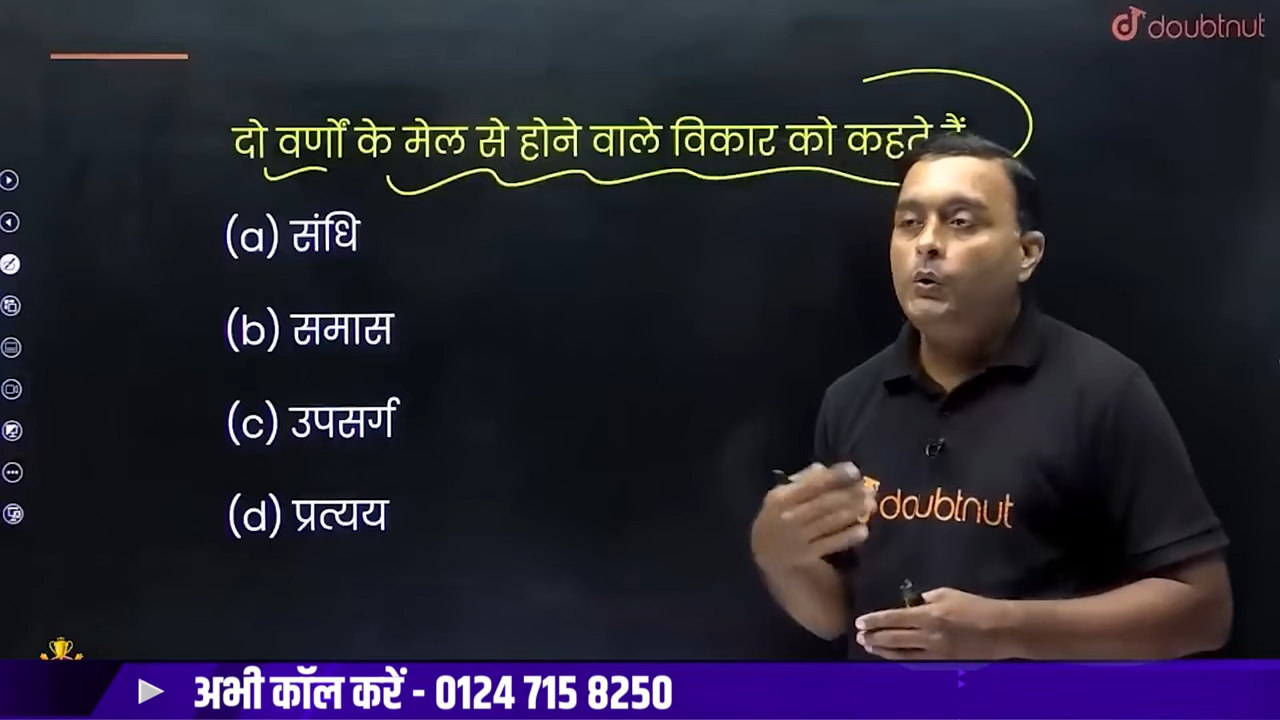 doubtnut
दो वर्णों के मेल से होने वाले विकार को कहते हैं
(a) संधि
(b) समास
(c) उपसर्ग
(d) प्रत्यय
doubtnut
अभी कॉल करें - 0124 715 8250